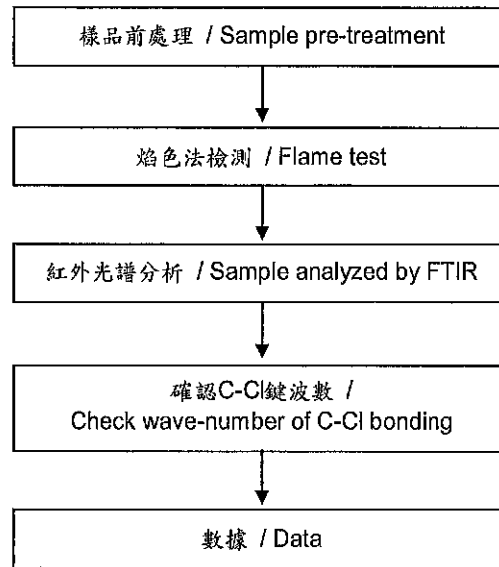 樣品前處理 / Sample pre-treatment
焰色法檢測 / Flame test
紅外光譜分析 / Sample analyzed by FTIR
確認C-Cl鍵波數 /
Check wave-number of C-Cl bonding
數據 / Data